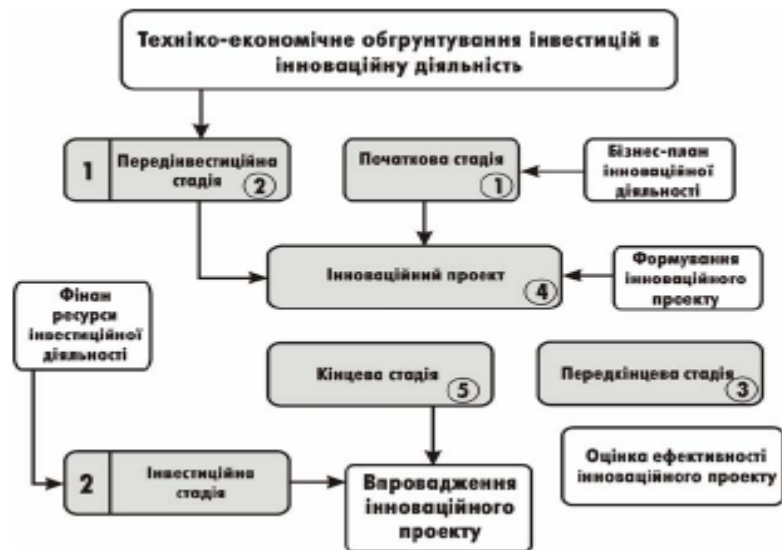 Техніко-економічне обгрунтування інвестицій в
інноваційну діяльність
1
Передінвестиційна
стадія
2
Початкова стадія
1
Бізнес-план
інноваційної
діяльності
Інноваційний проект
4
Формування
інноваційного
проекту
Фінан
ресурси
інвестиційної
діяльності
Кінцева стадія
5
Передкінцева стадія
3
2
Інвестиційна
стадія
Впровадження
інноваційного
проекту
Оцінка ефективності
інноваційного проекту